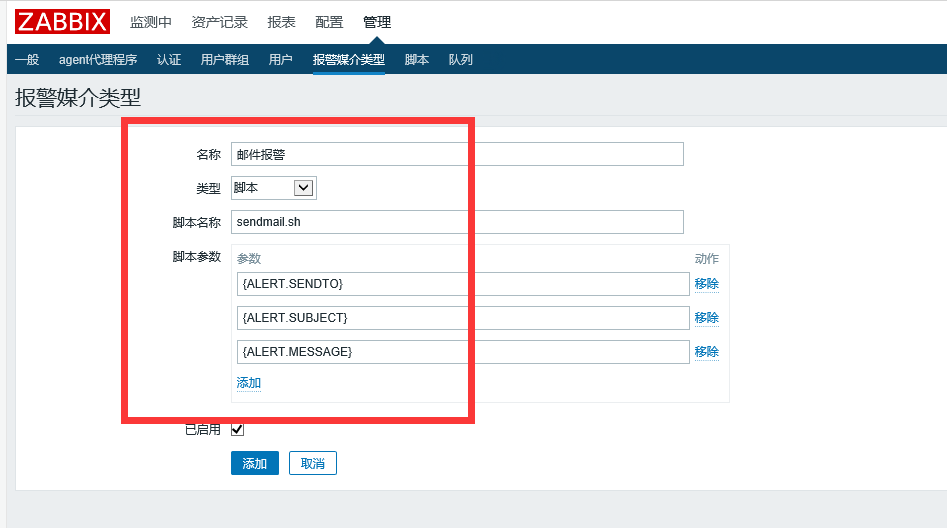 ZABBIX 监测中 资产记录 报表 配置 管理
一般 agent代理程序 认证 用户群组 用户 报警媒介类型 脚本 队列
报警媒介类型
名称 邮件报警
类型 脚本
脚本名称 sendmail.sh
脚本参数 参数 动作
{ALERT.SENDTO} 移除
{ALERT.SUBJECT} 移除
{ALERT.MESSAGE} 移除
添加
已启用
添加 取消